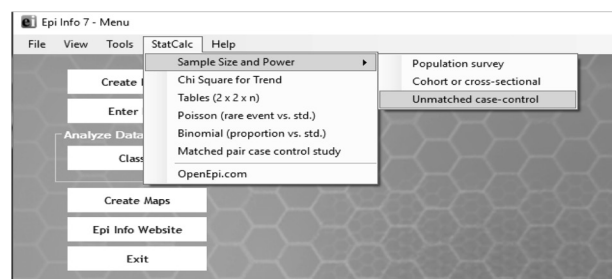 Epi Info 7 - Menu
File View Tools StatCalc Help
Sample Size and Power
Chi Square for Trend
Tables (2 x 2 x n)
Poisson (rare event vs. std.)
Binomial (proportion vs. std.)
Matched pair case control study
OpenEpi.com
Population survey
Cohort or cross-sectional
Unmatched case-control
Create
Enter
Analyze Data
Clas
Create Maps
Epi Info Website
Exit